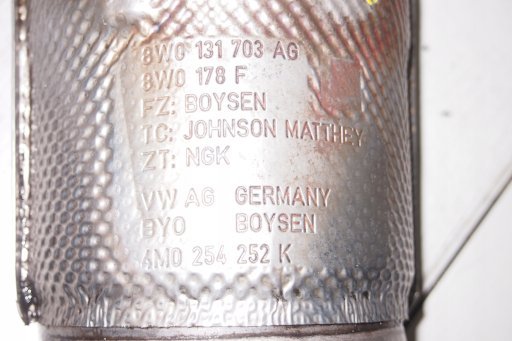 8W0 131 703 AG
8W0 178 F
FZ: BOYSEN
TC: JOHNSON MATTHEY
ZT: NGK
VW AG GERMANY
BYO BOYSEN
4M0 254 252 K